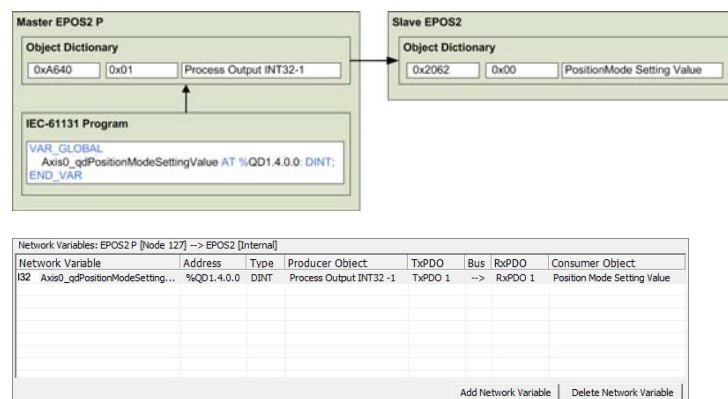 Master EPOS2 P
Object Dictionary
0xA640 0x01 Process Output INT32-1
IEC-61131 Program
VAR_GLOBAL
Axis0_qdPositionModeSettingValue AT %QD1.4.0.0: DINT;
END_VAR
Slave EPOS2
Object Dictionary
0x2062 0x00 PositionMode Setting Value
Network Variables: EPOS2 P [Node 127] --> EPOS2 [Internal]
Network Variable Address Type Producer Object TxPDO Bus RxPDO Consumer Object
I32 Axis0_qdPositionModeSetting... %QD1.4.0.0 DINT Process Output INT32 -1 TxPDO 1 --> RxPDO 1 Position Mode Setting Value
Add Network Variable Delete Network Variable